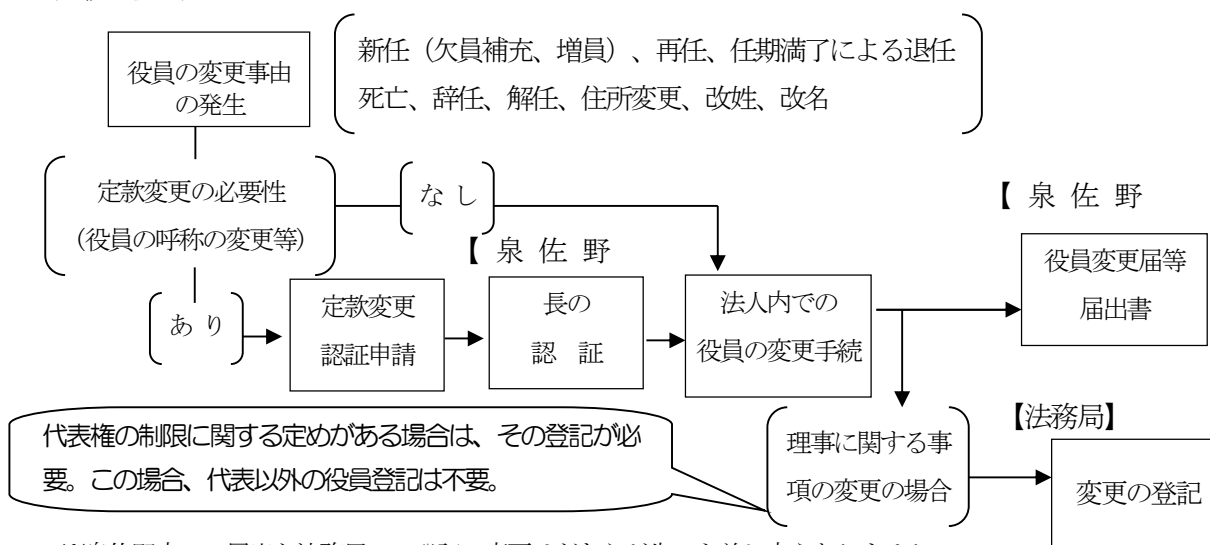 新任（欠員補充、増員）、再任、任期満了による退任
死亡、辞任、解任、住所変更、改姓、改名
役員の変更事由
の発生
定款変更の必要性
（役員の呼称の変更等）
なし
あり
定款変更
認証申請
【泉佐野
長の
認　証
法人内での
役員の変更手続
【泉佐野
役員変更届等
届出書
代表権の制限に関する定めがある場合は、その登記が必
要。この場合、代表以外の役員登記は不要。
理事に関する事
項の変更の場合
【法務局】
変更の登記